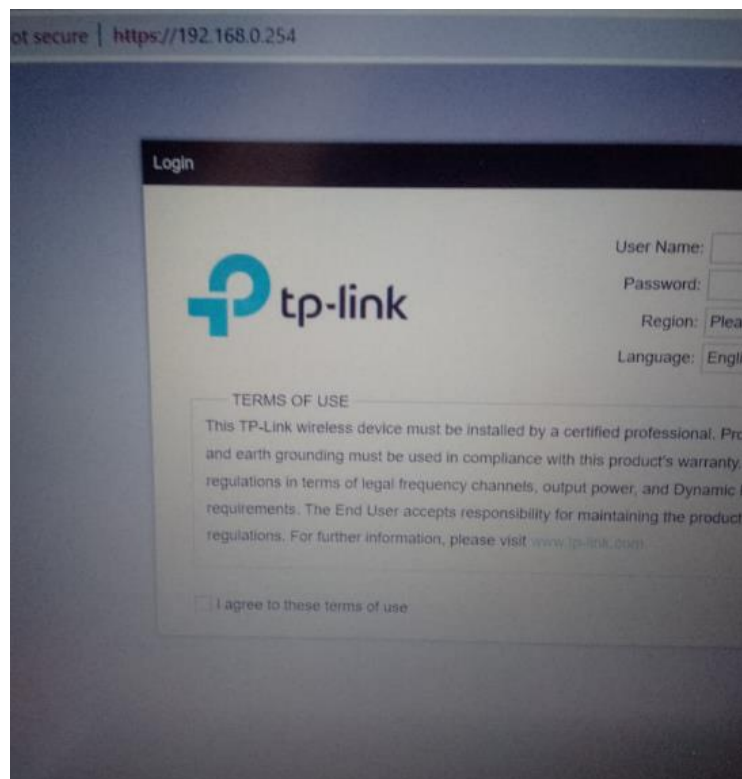 ot secure | https://192.168.0.254
Login
tp-link
User Name:
Password:
Region: Plea
Language: Engli
TERMS OF USE
This TP-Link wireless device must be installed by a certified professional. Pro
and earth grounding must be used in compliance with this product's warranty.
regulations in terms of legal frequency channels, output power, and Dynamic
requirements. The End User accepts responsibility for maintaining the product
regulations. For further information, please visit www.tp-link.com
I agree to these terms of use